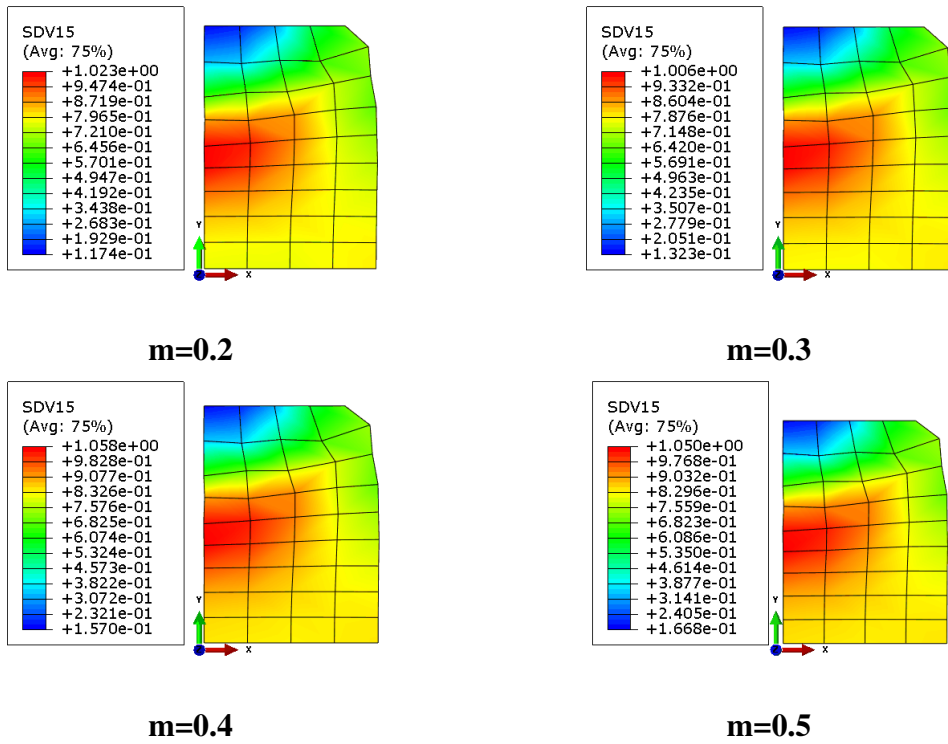 SDV15
(Avg: 75%)
+1.023e+00
+9.474e-01
+8.719e-01
+7.965e-01
+7.210e-01
+6.456e-01
+5.701e-01
+4.947e-01
+4.192e-01
+3.438e-01
+2.683e-01
+1.929e-01
+1.174e-01
Y
X
m=0.2
SDV15
(Avg: 75%)
+1.006e+00
+9.332e-01
+8.604e-01
+7.876e-01
+7.148e-01
+6.420e-01
+5.691e-01
+4.963e-01
+4.235e-01
+3.507e-01
+2.779e-01
+2.051e-01
+1.323e-01
Y
X
m=0.3
SDV15
(Avg: 75%)
+1.058e+00
+9.828e-01
+9.077e-01
+8.326e-01
+7.576e-01
+6.825e-01
+6.074e-01
+5.324e-01
+4.573e-01
+3.822e-01
+3.072e-01
+2.321e-01
+1.570e-01
Y
X
m=0.4
SDV15
(Avg: 75%)
+1.050e+00
+9.768e-01
+9.032e-01
+8.296e-01
+7.559e-01
+6.823e-01
+6.086e-01
+5.350e-01
+4.614e-01
+3.877e-01
+3.141e-01
+2.405e-01
+1.668e-01
Y
X
m=0.5